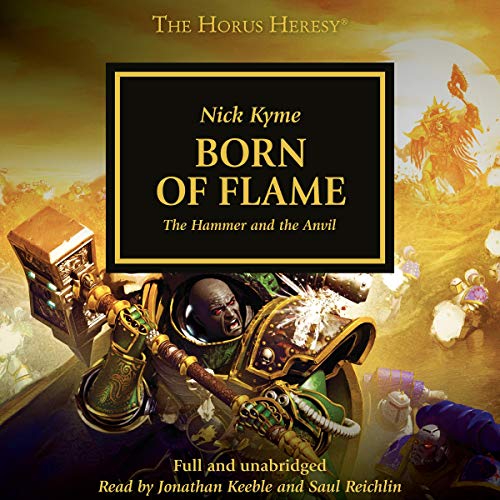 THE HORUS HERESY®
Nick Kyme
BORN
OF FLAME
The Hammer and the Anvil
Full and unabridged
Read by Jonathan Keeble and Saul Reichlin